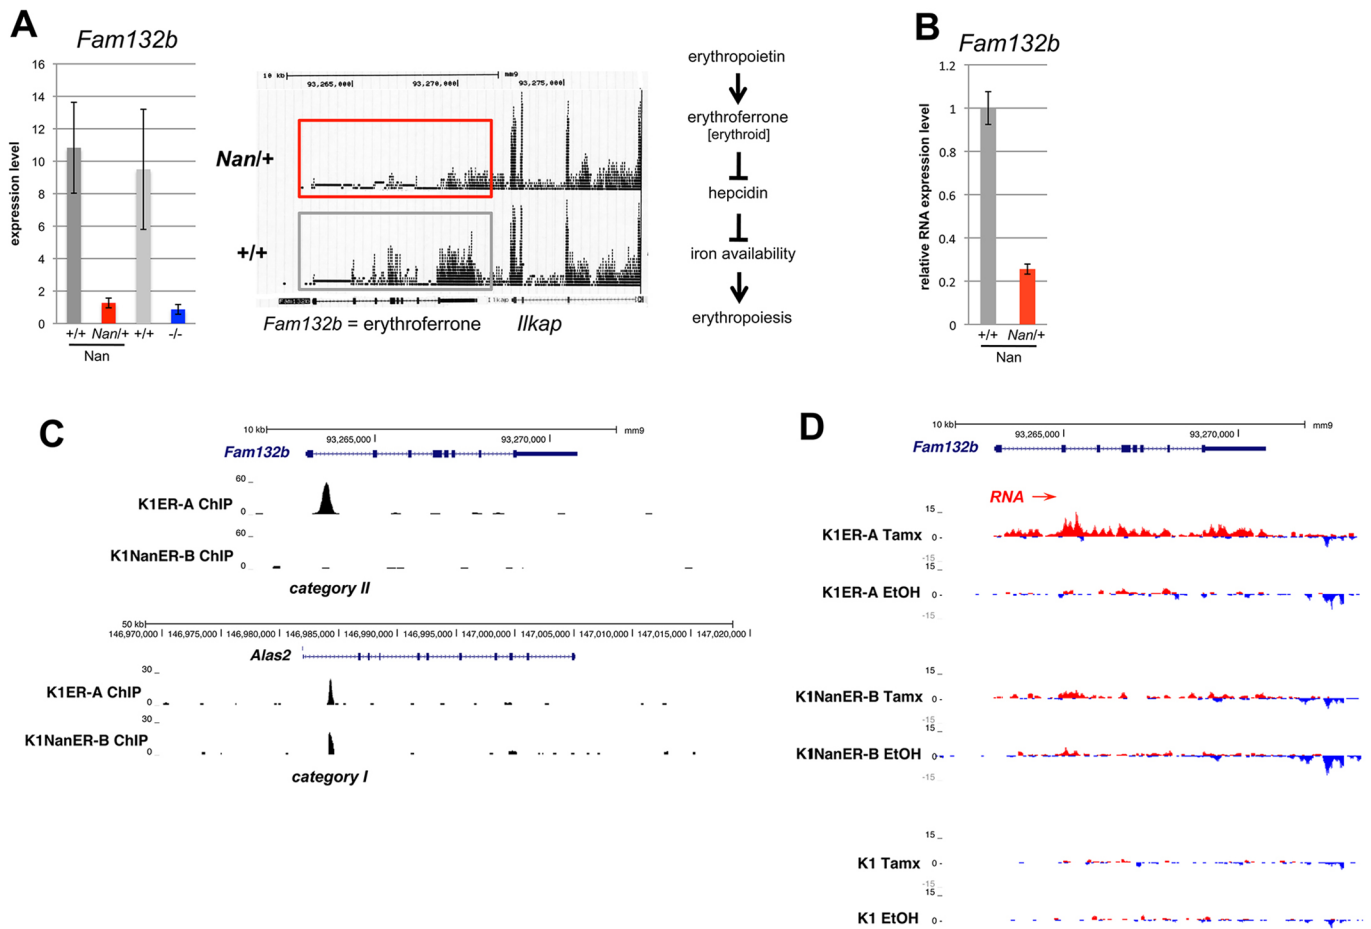 A
Fam132b
16
14
12
10
8
6
4
2
0
expression level
+/+ Nan/+ +/+ -/-
Nan
10 kb mm9
93,265,000 93,270,000 93,275,000
Nan/+
+/+
Fam132b Ilkap
Fam132b = erythroferrone Ilkap
erythropoietin
erythroferrone
[erythroid]
hepcidin
iron availability
erythropoiesis
B
Fam132b
1.2
1
0.8
0.6
0.4
0.2
0
relative RNA expression level
+/+ Nan/+
Nan
C
10 kb mm9
93,265,000 93,270,000
Fam132b
60
K1ER-A ChIP
0
60
K1NanER-B ChIP
0
category II
50 kb
146,970,000 146,975,000 146,980,000 146,985,000 146,990,000 146,995,000 147,000,000 147,005,000 147,010,000 147,015,000 147,020,000
Alas2
30
K1ER-A ChIP
0
30
K1NanER-B ChIP
0
category I
D
10 kb mm9
93,265,000 93,270,000
Fam132b
RNA
15
K1ER-A Tamx 0
-15
15
K1ER-A EtOH 0
-15
15
K1NanER-B Tamx 0
-15
15
K1NanER-B EtOH 0
-15
15
K1 Tamx 0
-15
15
K1 EtOH 0